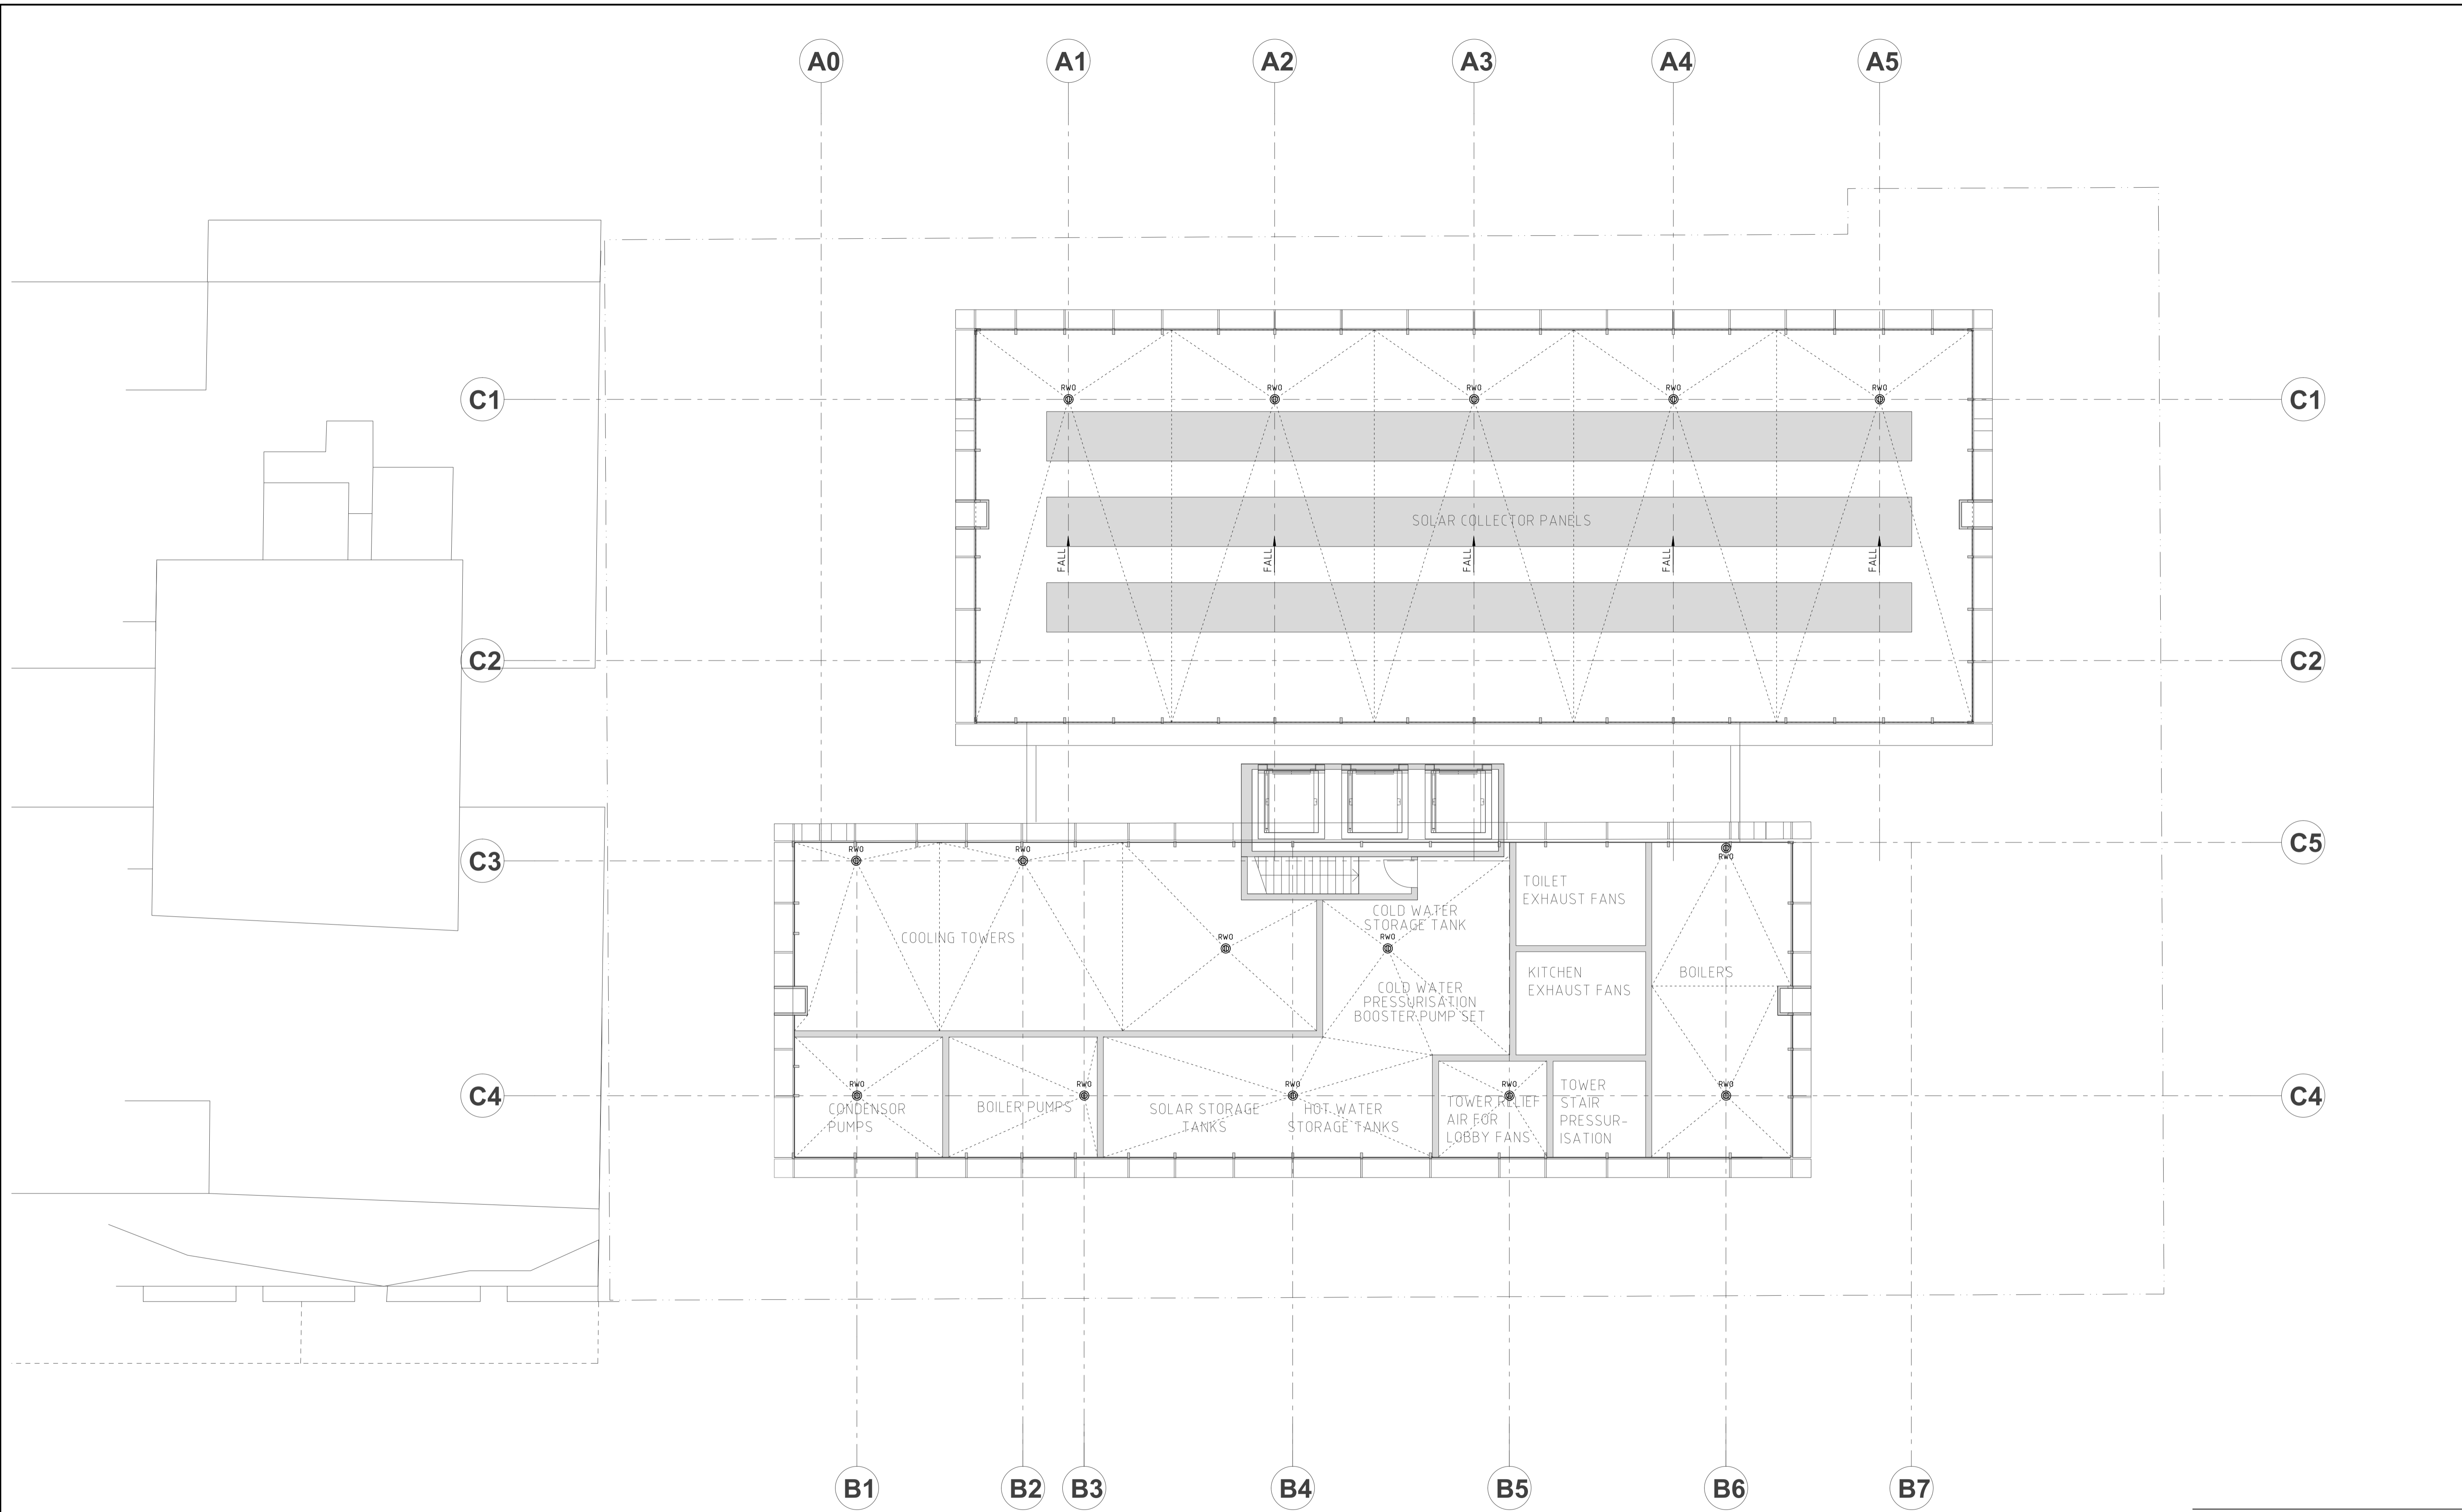 A0
A1
A2
A3
A4
A5
RWO
RWO
RWO
RWO
RWO
C1
C1
SOLAR COLLECTOR PANELS
FALL
FALL
FALL
FALL
FALL
C2
C2
C3
C5
RWO
RWO
RWO
TOILET
EXHAUST FANS
COLD WATER
STORAGE TANK
COOLING TOWERS
RWO
RWO
KITCHEN
EXHAUST FANS
BOILERS
COLD WATER
PRESSURISATION
BOOSTER PUMP SET
C4
C4
RWO
RWO
RWO
RWO
RWO
CONDENSOR
PUMPS
BOILER PUMPS
SOLAR STORAGE
TANKS
HOT WATER
STORAGE TANKS
TOWER RELIEF
AIR FOR
LOBBY FANS
TOWER
STAIR
PRESSUR-
ISATION
B1
B2
B3
B4
B5
B6
B7